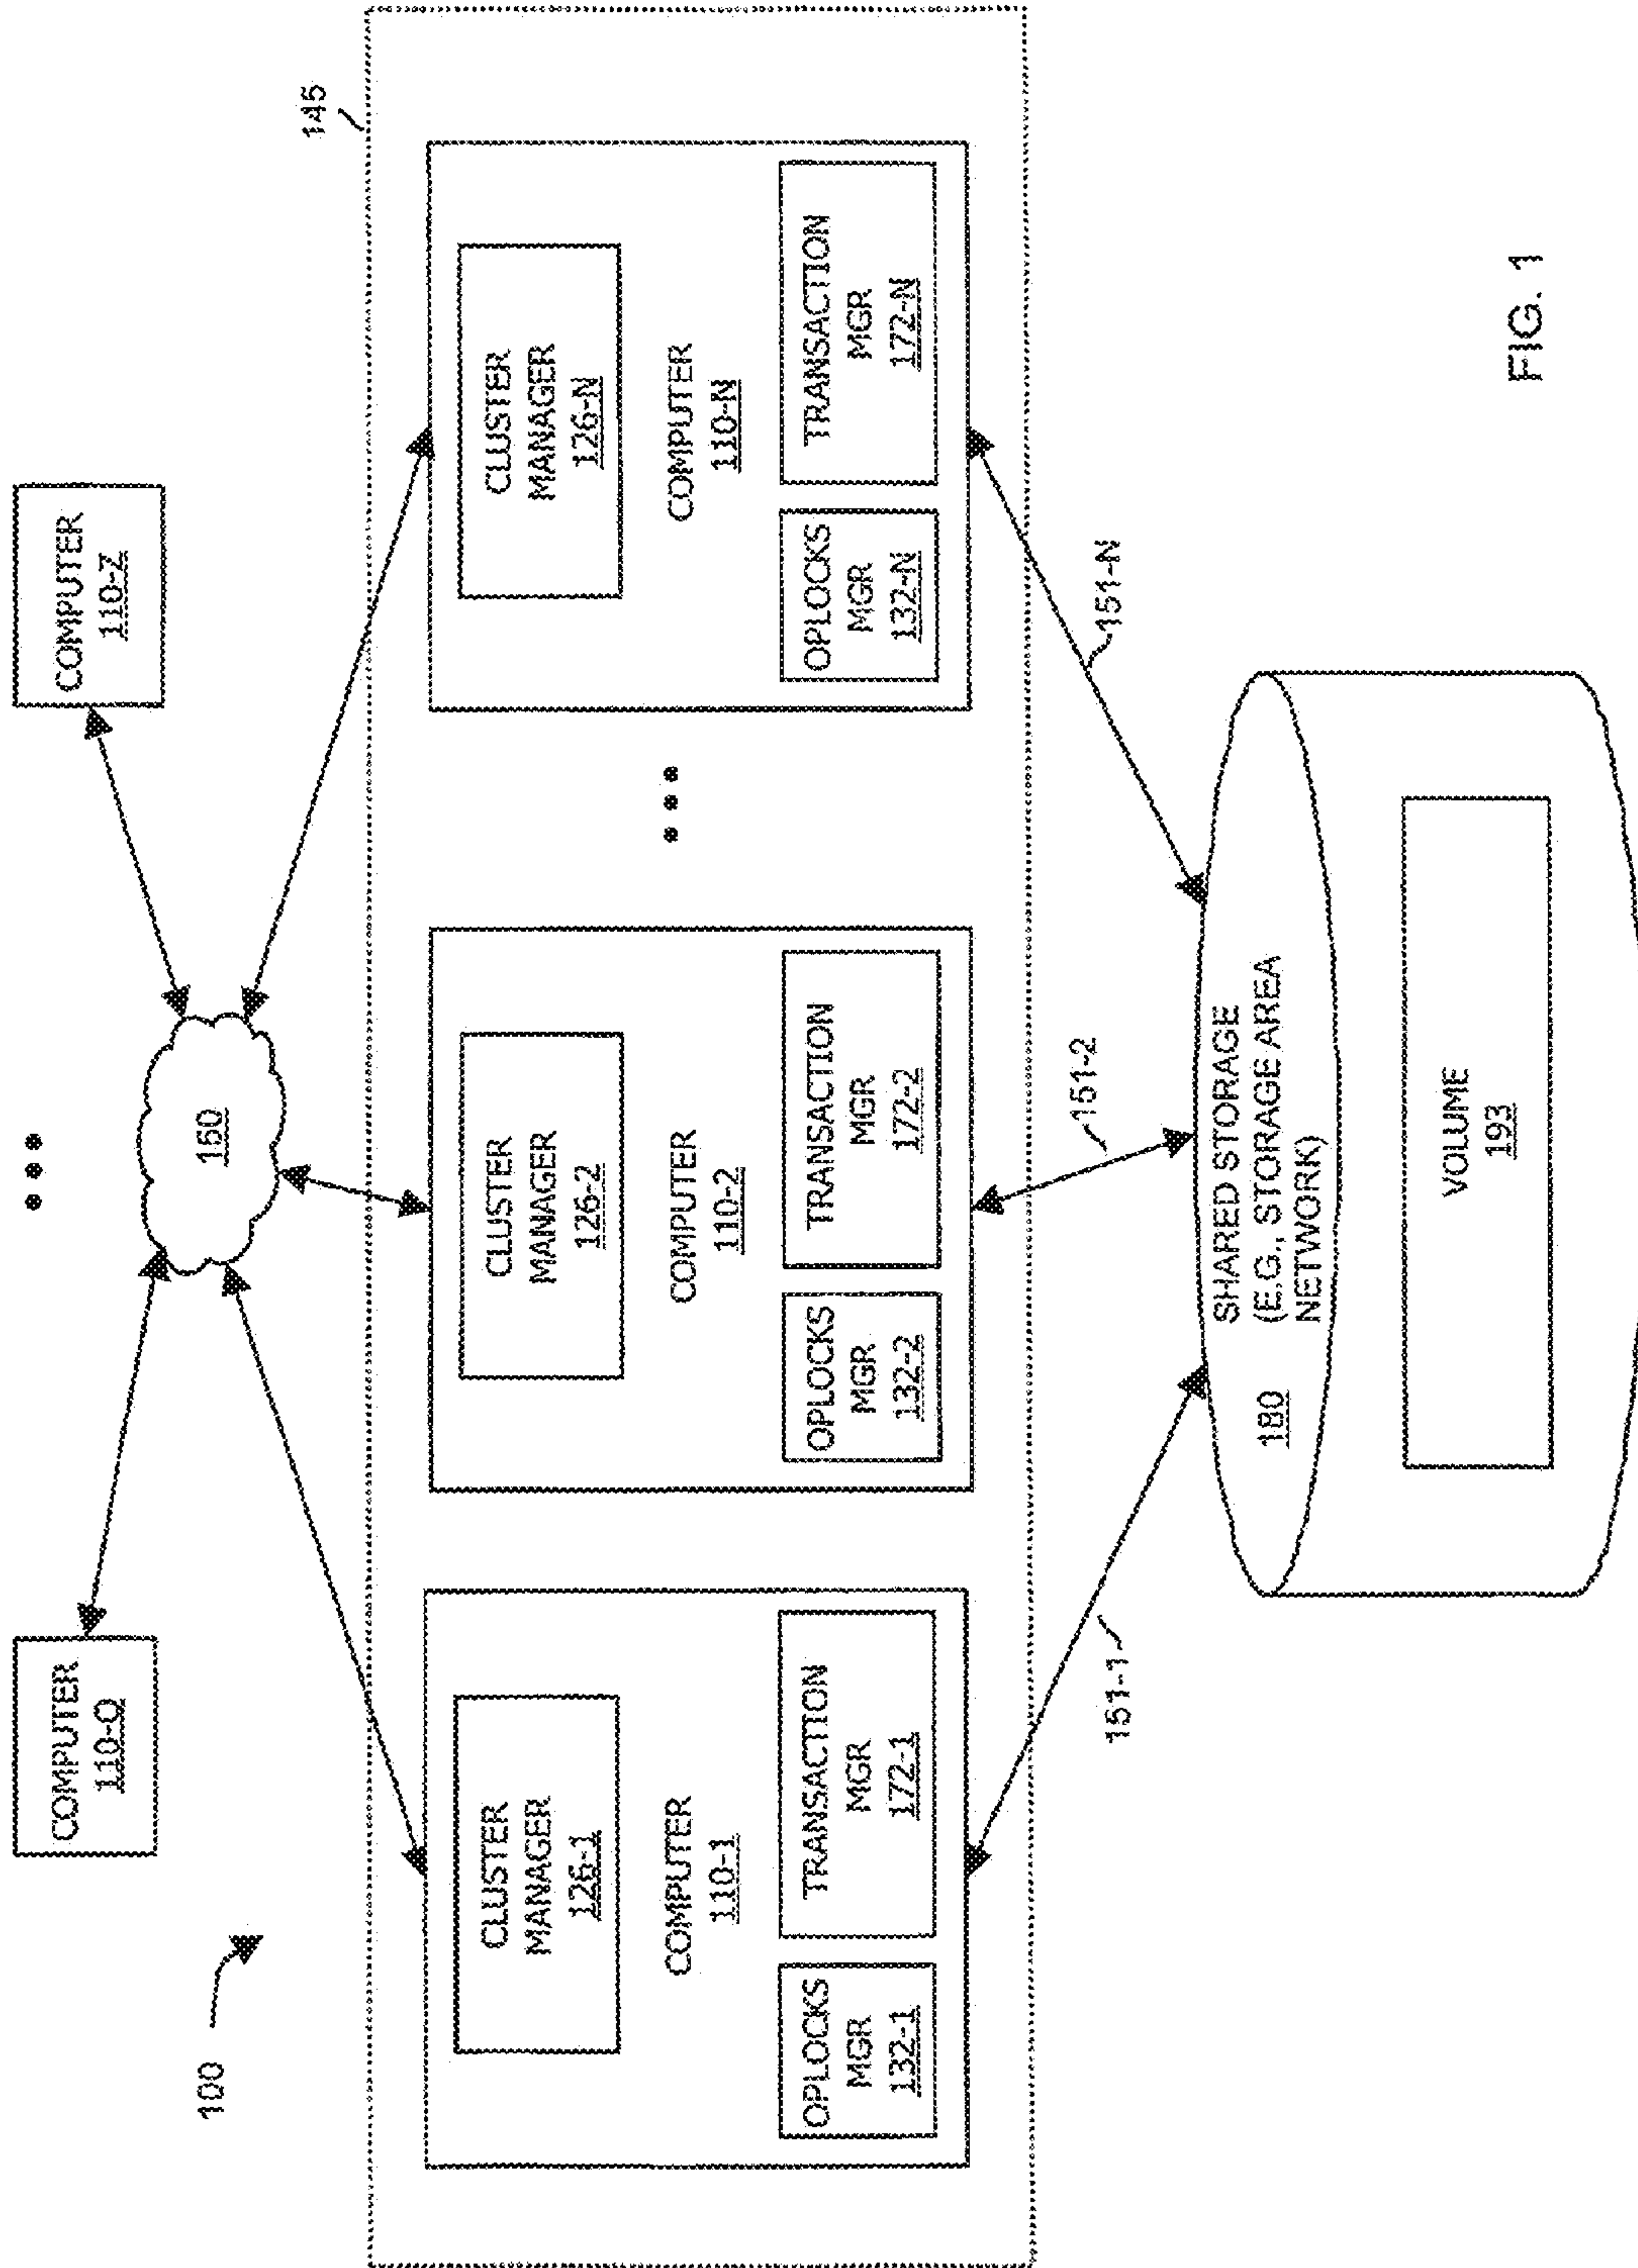 100
COMPUTER
110-O
COMPUTER
110-Z
150
145
CLUSTER
MANAGER
126-1
COMPUTER
110-1
OPLOCKS
MGR
132-1
TRANSACTION
MGR
172-1
CLUSTER
MANAGER
126-2
COMPUTER
110-2
OPLOCKS
MGR
132-2
TRANSACTION
MGR
172-2
CLUSTER
MANAGER
126-N
COMPUTER
110-N
OPLOCKS
MGR
132-N
TRANSACTION
MGR
172-N
151-1
151-2
151-N
180
SHARED STORAGE
(E.G., STORAGE AREA
NETWORK)
VOLUME
193
FIG. 1